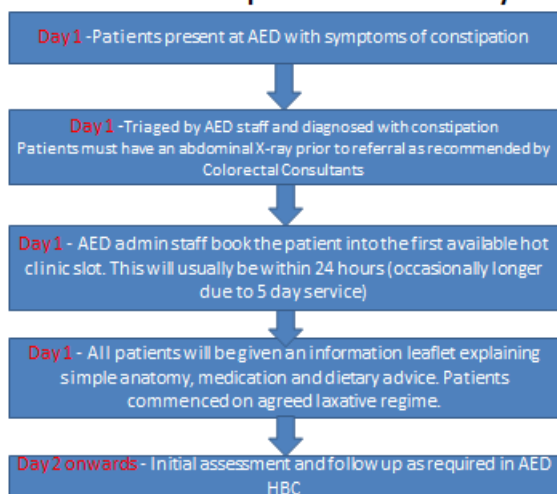 Day 1 -Patients present at AED with symptoms of constipation
Day 1 -Triaged by AED staff and diagnosed with constipation
Patients must have an abdominal X-ray prior to referral as recommended by
Colorectal Consultants
Day 1 - AED admin staff book the patient into the first available hot
clinic slot. This will usually be within 24 hours (occasionally longer
due to 5 day service)
Day 1 - All patients will be given an information leaflet explaining
simple anatomy, medication and dietary advice. Patients
commenced on agreed laxative regime.
Day 2 onwards - Initial assessment and follow up as required in AED
HBC